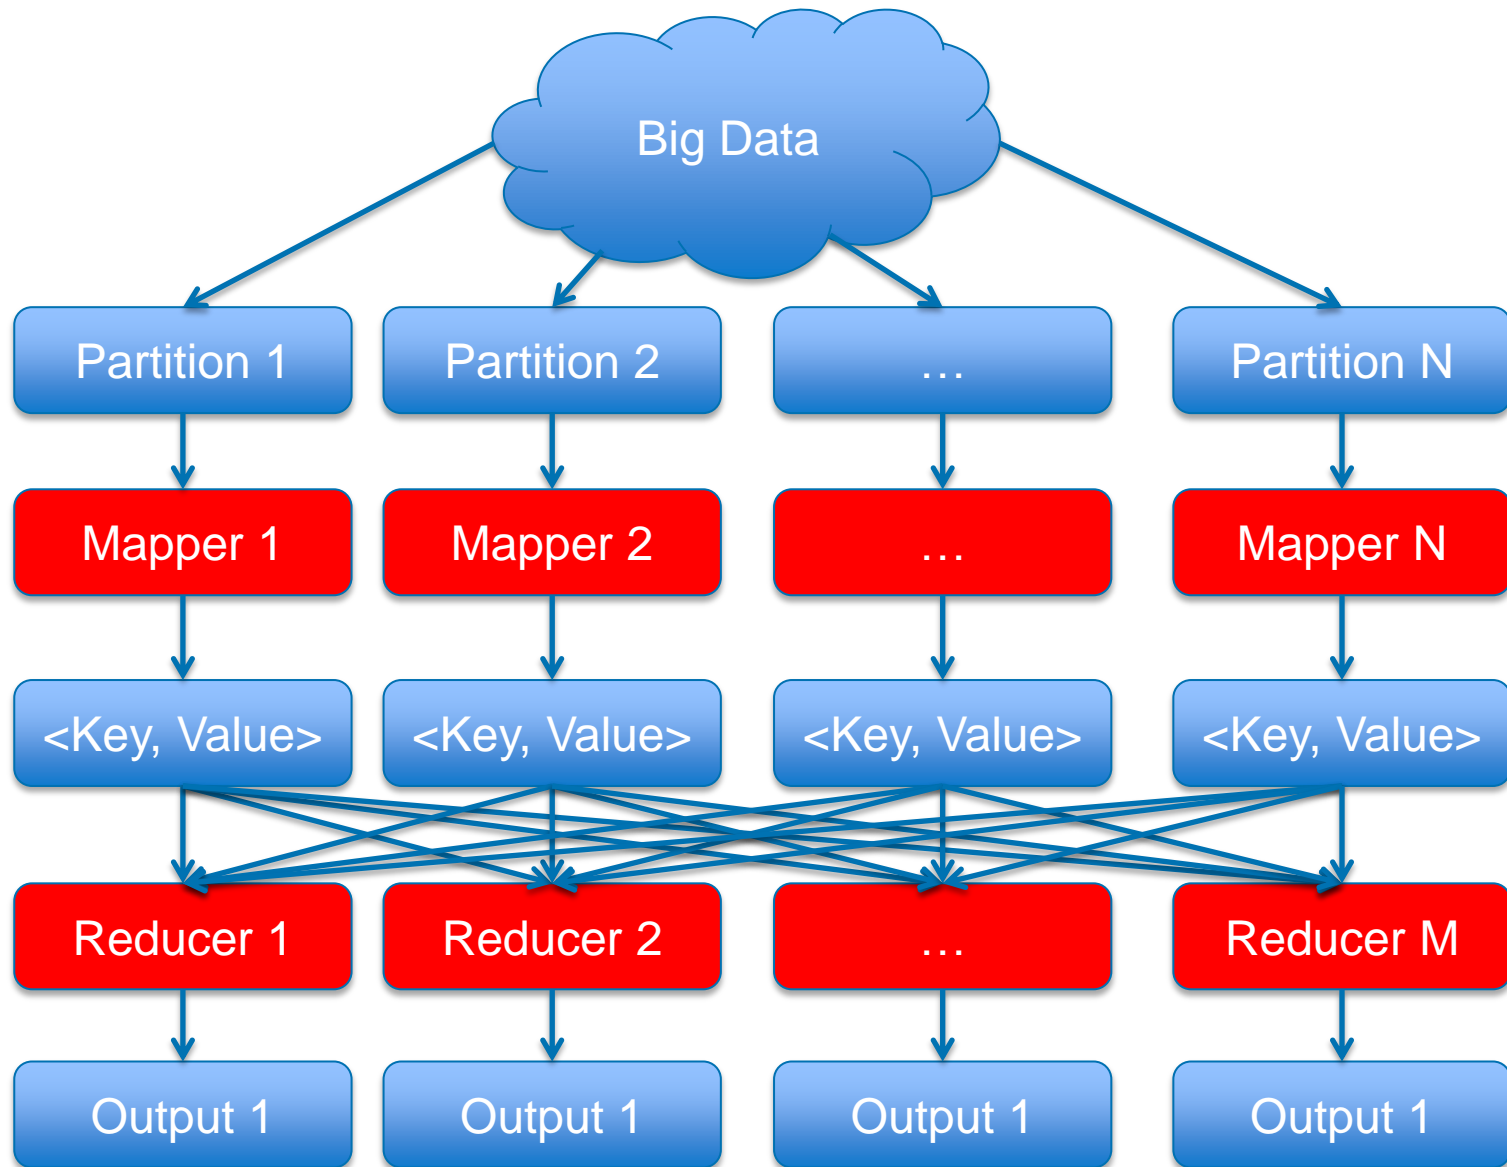 Big Data
Partition 1
Partition 2
…
Partition N
Mapper 1
Mapper 2
…
Mapper N
<Key, Value>
<Key, Value>
<Key, Value>
<Key, Value>
Reducer 1
Reducer 2
…
Reducer M
Output 1
Output 1
Output 1
Output 1